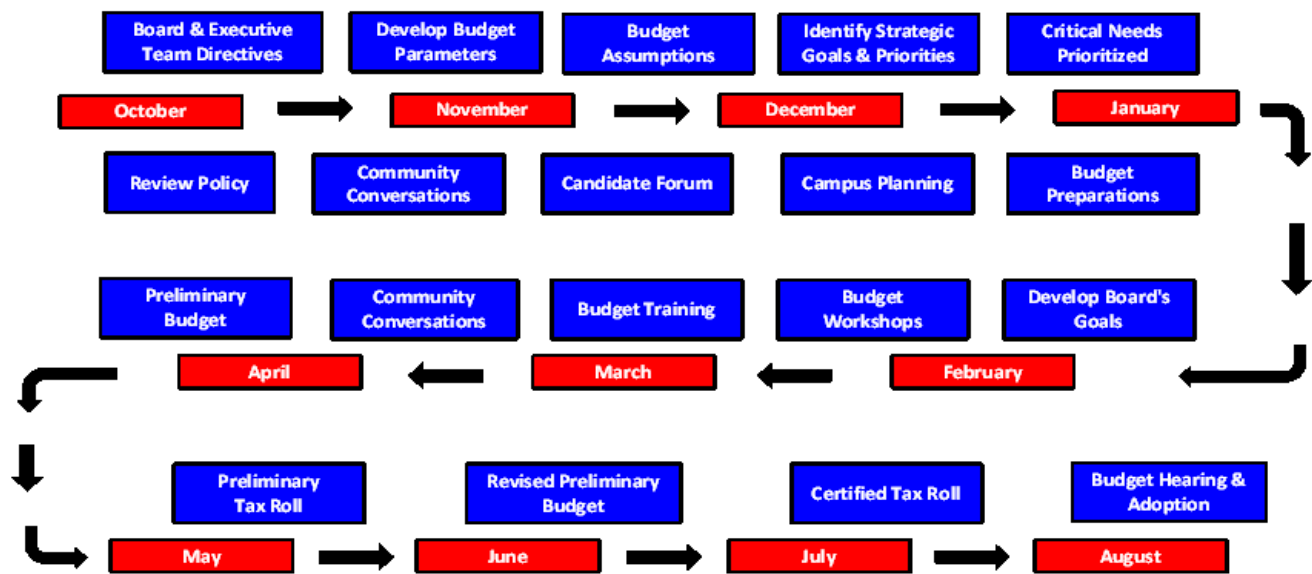 Board & Executive
Team Directives
Develop Budget
Parameters
Budget
Assumptions
Identify Strategic
Goals & Priorities
Critical Needs
Prioritized
October
November
December
January
Review Policy
Community
Conversations
Candidate Forum
Campus Planning
Budget
Preparations
Preliminary
Budget
Community
Conversations
Budget Training
Budget
Workshops
Develop Board's
Goals
April
March
February
Preliminary
Tax Roll
Revised Preliminary
Budget
Certified Tax Roll
Budget Hearing &
Adoption
May
June
July
August